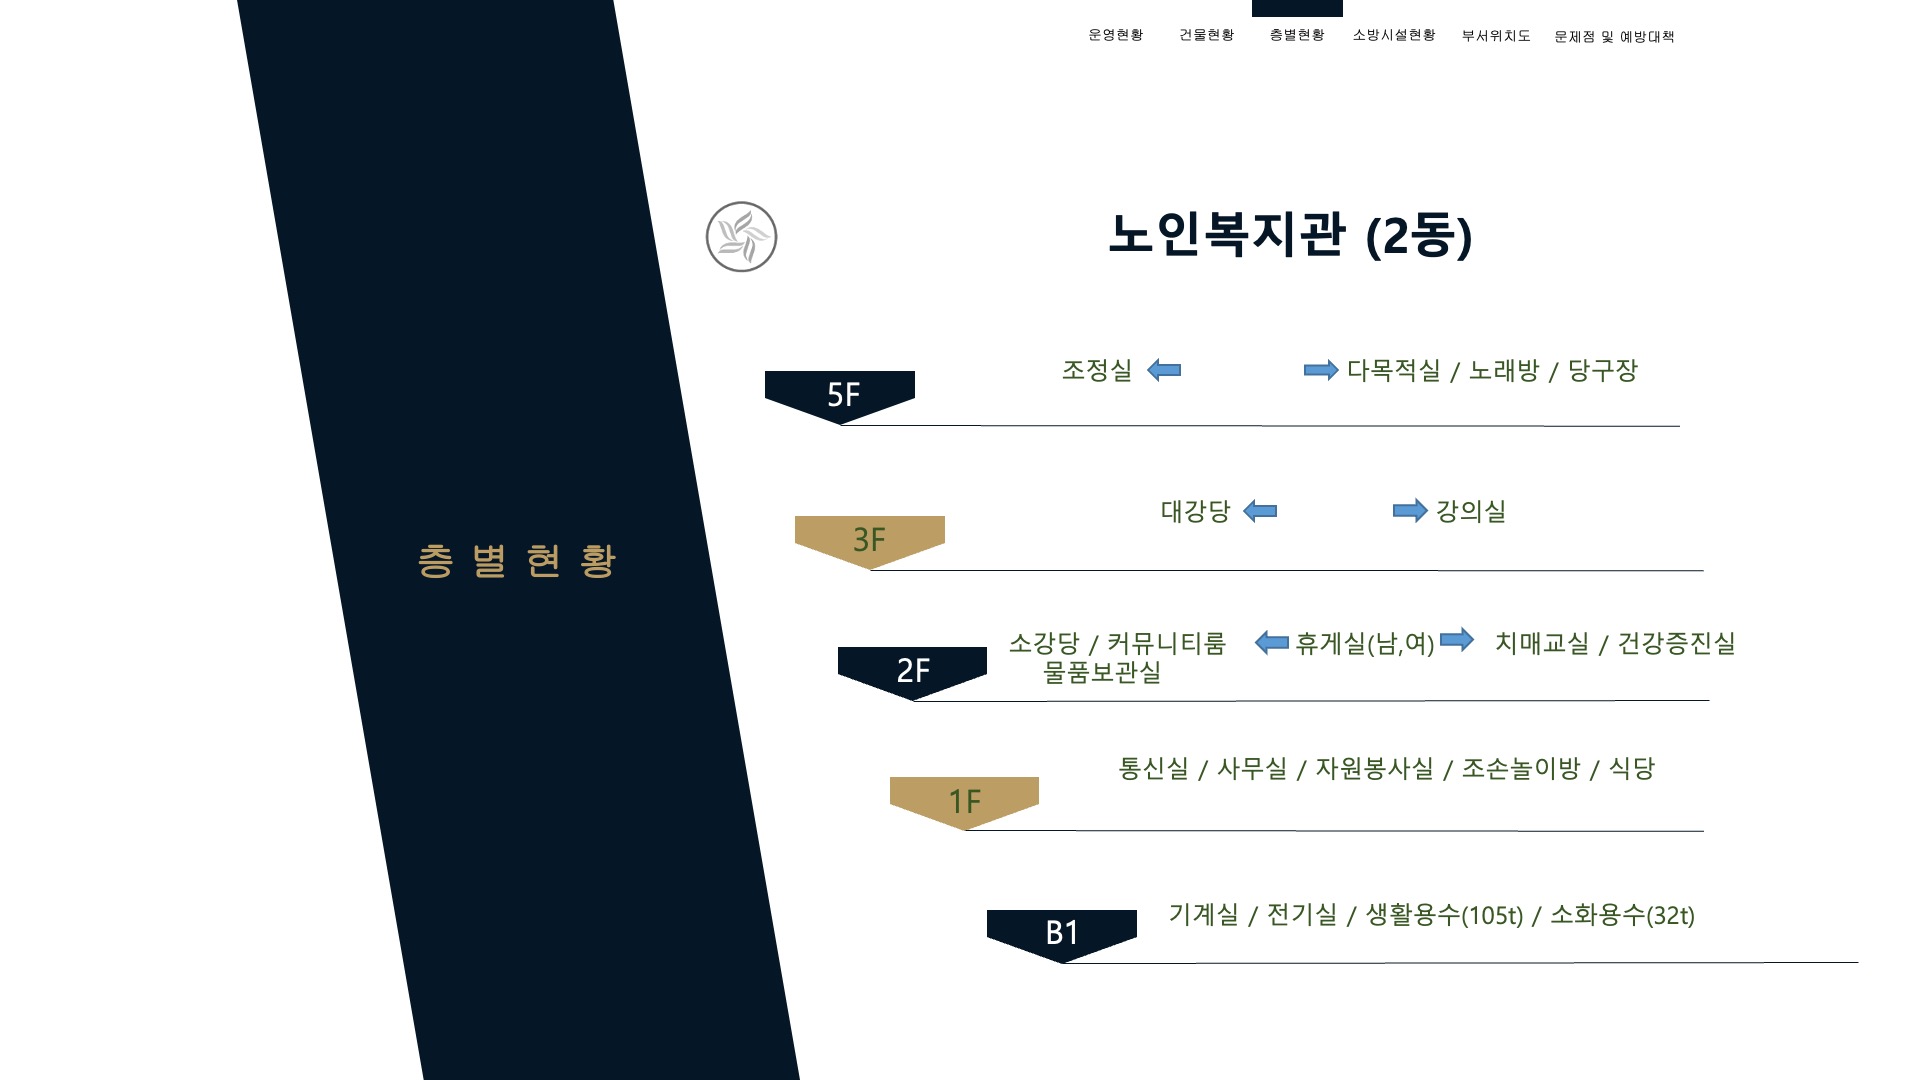 운영현황 건물현황 층별현황 소방시설현황 부서위치도 문제점 및 예방대책
노인복지관 (2동)
층 별 현 황
5F
조정실 다목적실 / 노래방 / 당구장
3F
대강당 강의실
2F
소강당 / 커뮤니티룸 휴게실(남,여) 치매교실 / 건강증진실
물품보관실
1F
통신실 / 사무실 / 자원봉사실 / 조손놀이방 / 식당
B1
기계실 / 전기실 / 생활용수(105t) / 소화용수(32t)